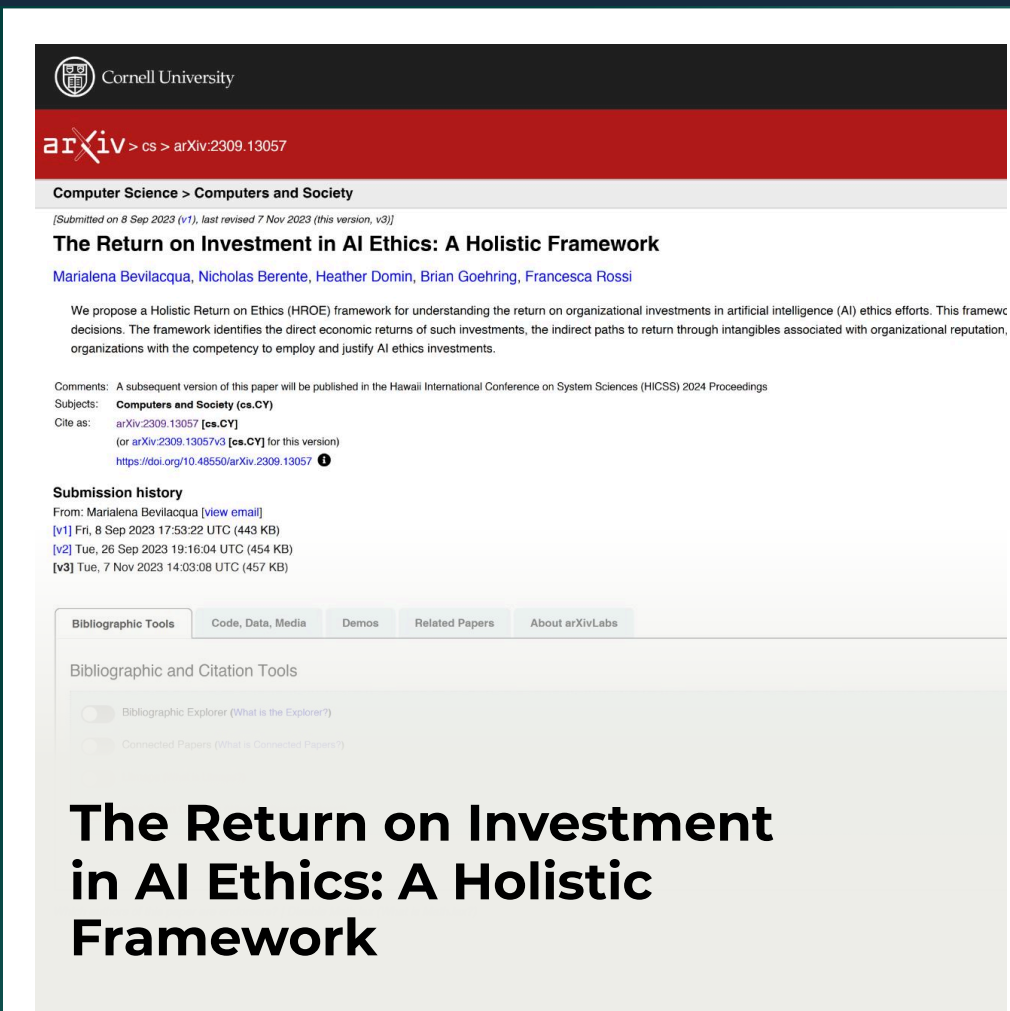 Cornell University
arXiv > cs > arXiv:2309.13057
Computer Science > Computers and Society
[Submitted on 8 Sep 2023 (v1), last revised 7 Nov 2023 (this version, v3)]
The Return on Investment in AI Ethics: A Holistic Framework
Marialena Bevilacqua, Nicholas Berente, Heather Domin, Brian Goehring, Francesca Rossi
We propose a Holistic Return on Ethics (HROE) framework for understanding the return on organizational investments in artificial intelligence (AI) ethics efforts. This framewo
decisions. The framework identifies the direct economic returns of such investments, the indirect paths to return through intangibles associated with organizational reputation,
organizations with the competency to employ and justify AI ethics investments.
Comments: A subsequent version of this paper will be published in the Hawaii International Conference on System Sciences (HICSS) 2024 Proceedings
Subjects: Computers and Society (cs.CY)
Cite as: arXiv:2309.13057 [cs.CY]
(or arXiv:2309.13057v3 [cs.CY] for this version)
https://doi.org/10.48550/arXiv.2309.13057
Submission history
From: Marialena Bevilacqua [view email]
[v1] Fri, 8 Sep 2023 17:53:22 UTC (443 KB)
[v2] Tue, 26 Sep 2023 19:16:04 UTC (454 KB)
[v3] Tue, 7 Nov 2023 14:03:08 UTC (457 KB)
Bibliographic Tools Code, Data, Media Demos Related Papers About arXivLabs
Bibliographic and Citation Tools
Bibliographic Explorer (What is the Explorer?)
Connected Papers (What is Connected Papers?)
The Return on Investment
in AI Ethics: A Holistic
Framework